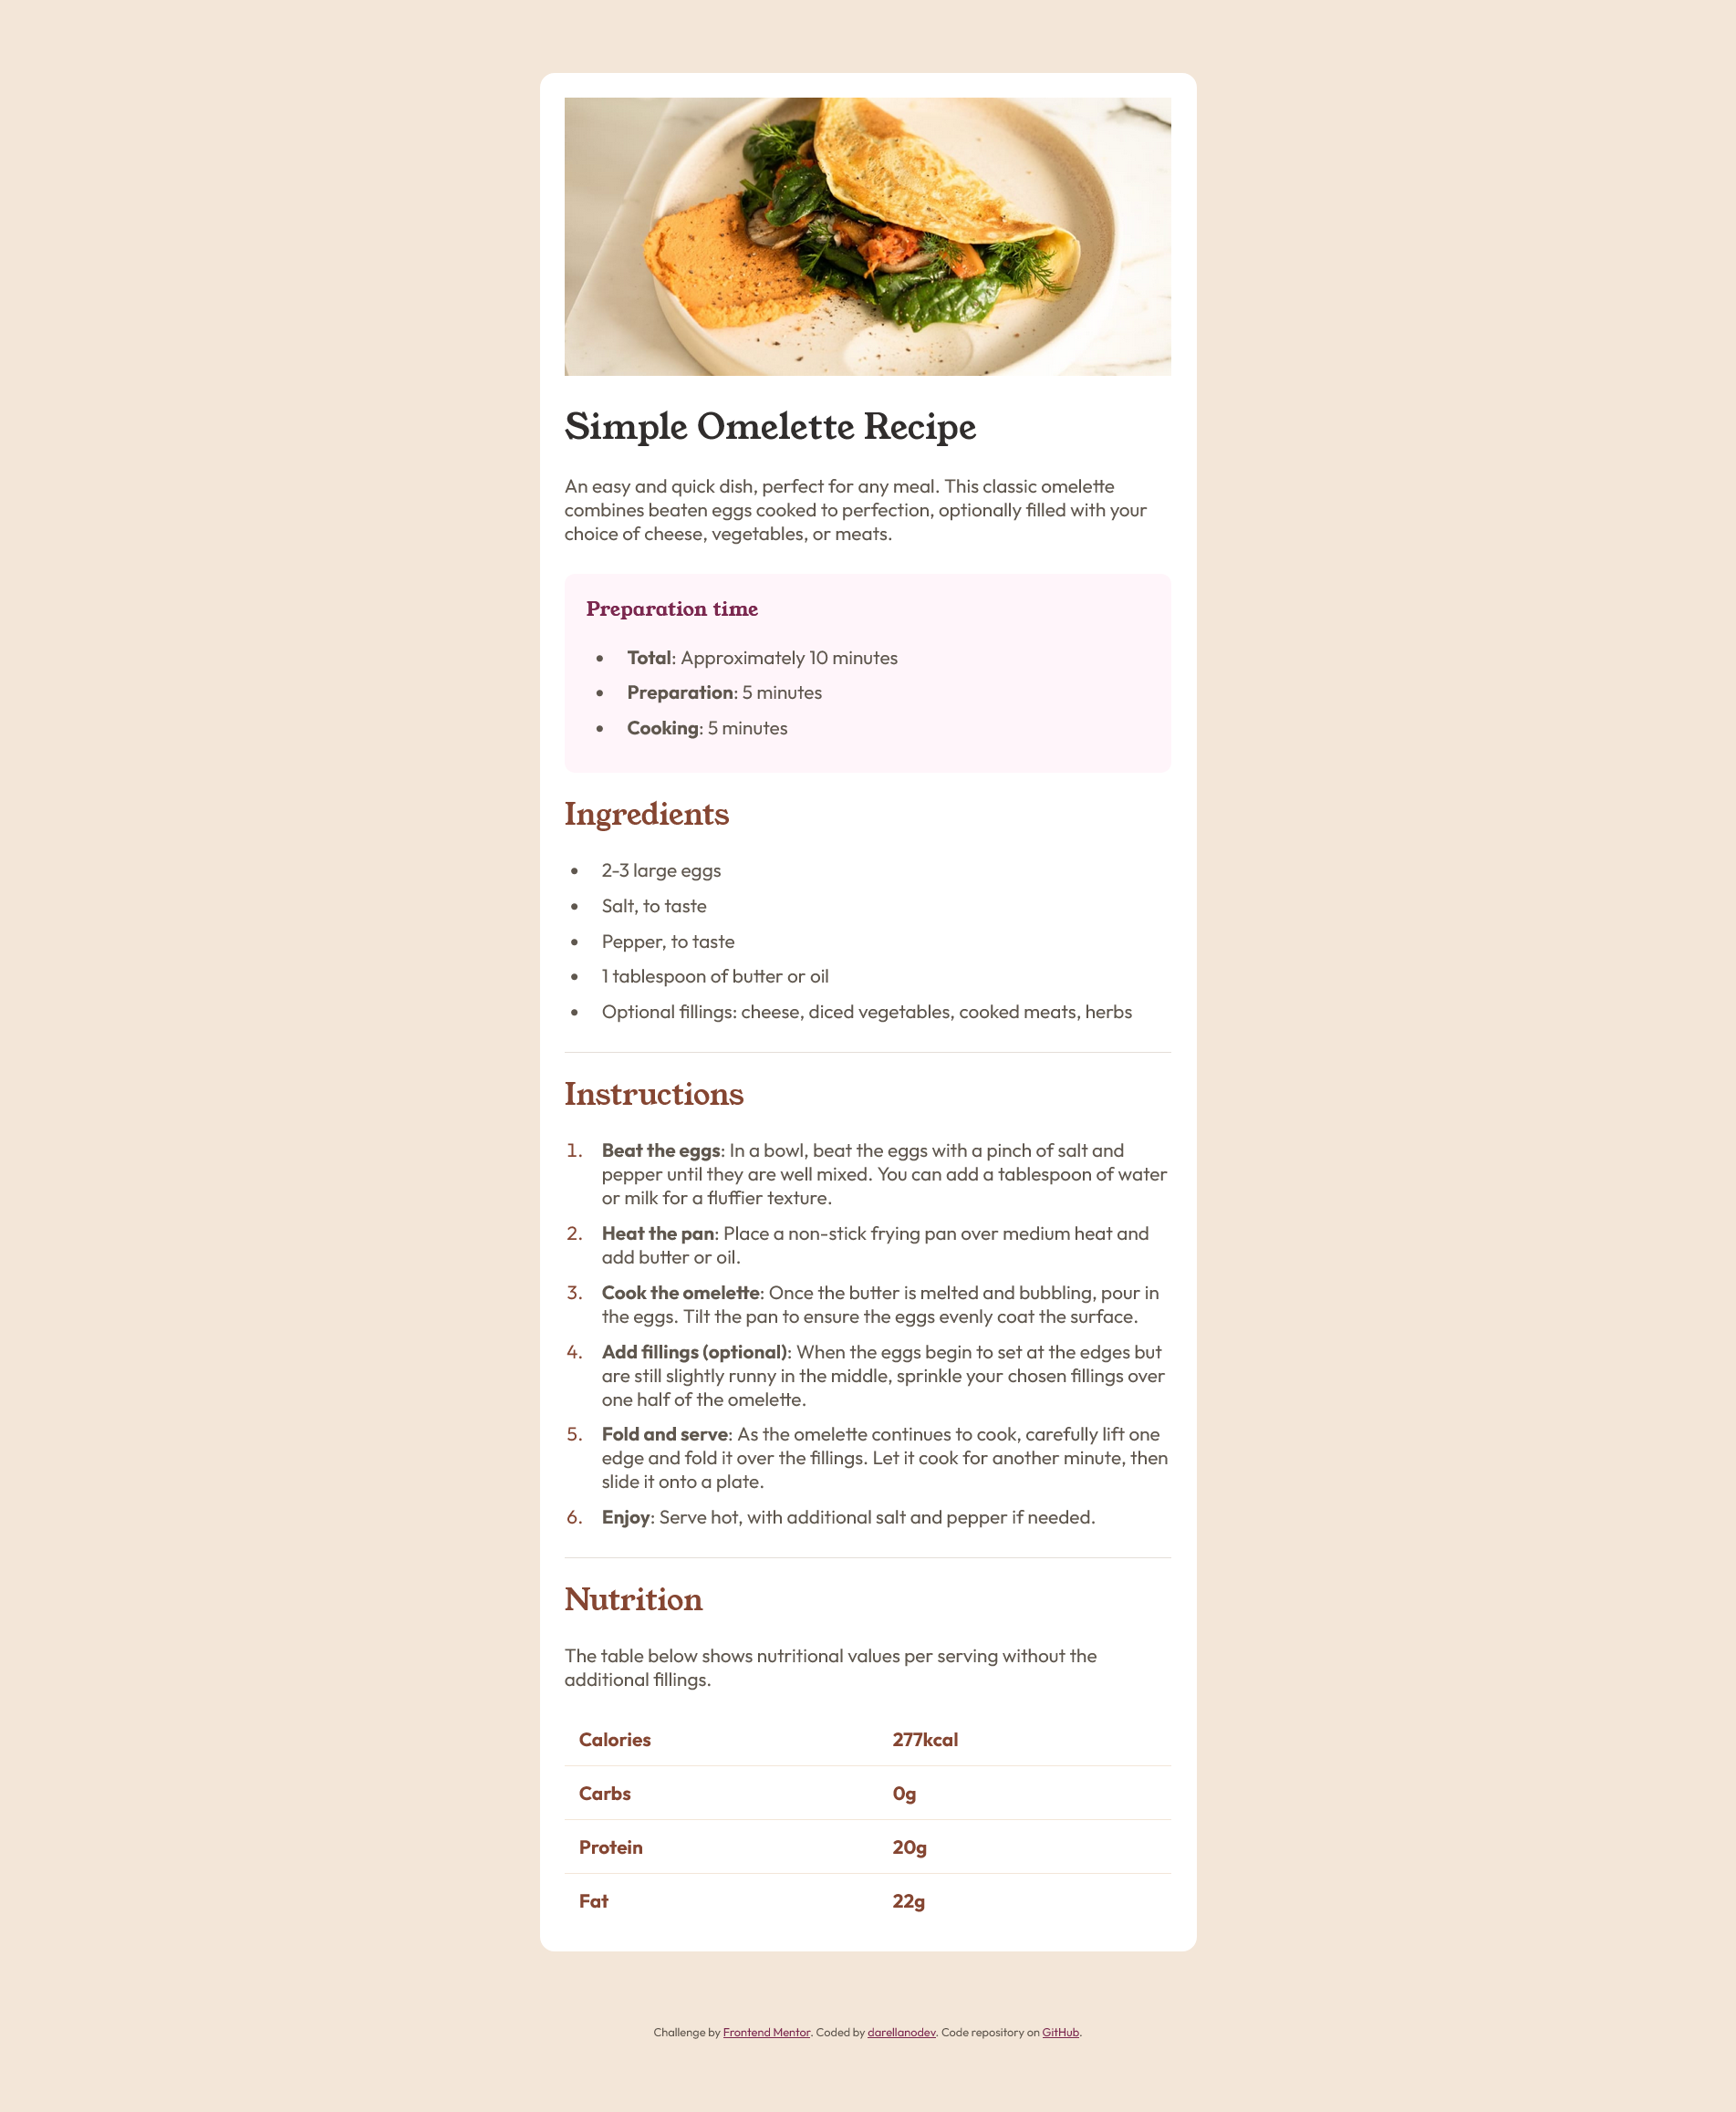 Simple Omelette Recipe
An easy and quick dish, perfect for any meal. This classic omelette
combines beaten eggs cooked to perfection, optionally filled with your
choice of cheese, vegetables, or meats.
Preparation time
• Total: Approximately 10 minutes
• Preparation: 5 minutes
• Cooking: 5 minutes
Ingredients
• 2-3 large eggs
• Salt, to taste
• Pepper, to taste
• 1 tablespoon of butter or oil
• Optional fillings: cheese, diced vegetables, cooked meats, herbs
Instructions
1. Beat the eggs: In a bowl, beat the eggs with a pinch of salt and
pepper until they are well mixed. You can add a tablespoon of water
or milk for a fluffier texture.
2. Heat the pan: Place a non-stick frying pan over medium heat and
add butter or oil.
3. Cook the omelette: Once the butter is melted and bubbling, pour in
the eggs. Tilt the pan to ensure the eggs evenly coat the surface.
4. Add fillings (optional): When the eggs begin to set at the edges but
are still slightly runny in the middle, sprinkle your chosen fillings over
one half of the omelette.
5. Fold and serve: As the omelette continues to cook, carefully lift one
edge and fold it over the fillings. Let it cook for another minute, then
slide it onto a plate.
6. Enjoy: Serve hot, with additional salt and pepper if needed.
Nutrition
The table below shows nutritional values per serving without the
additional fillings.
Calories 277kcal
Carbs 0g
Protein 20g
Fat 22g
Challenge by Frontend Mentor. Coded by darellanodev. Code repository on GitHub.